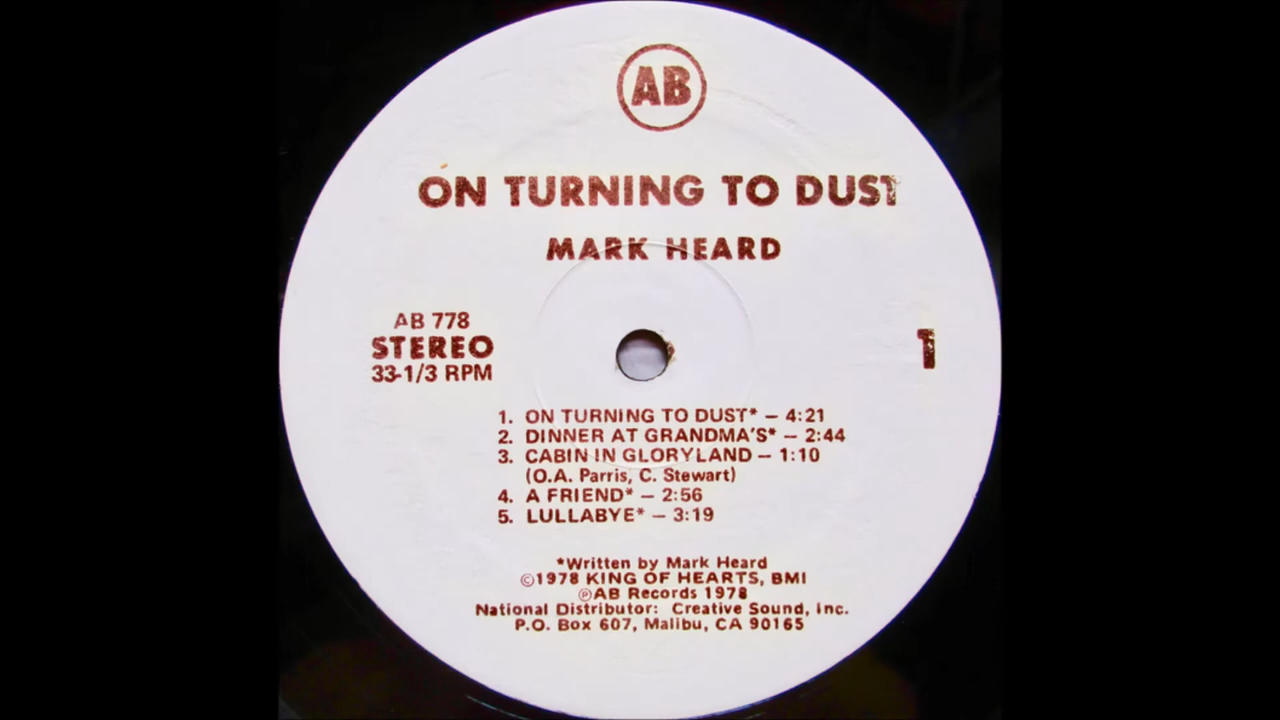 AB
ON TURNING TO DUST
MARK HEARD
AB 778
STEREO
33-1/3 RPM
1
1. ON TURNING TO DUST* — 4:21
2. DINNER AT GRANDMA'S* — 2:44
3. CABIN IN GLORYLAND — 1:10
(O.A. Parris, C. Stewart)
4. A FRIEND* — 2:56
5. LULLABYE* — 3:19
*Written by Mark Heard
©1978 KING OF HEARTS, BMI
℗AB Records 1978
National Distributor: Creative Sound, Inc.
P.O. Box 607, Malibu, CA 90165